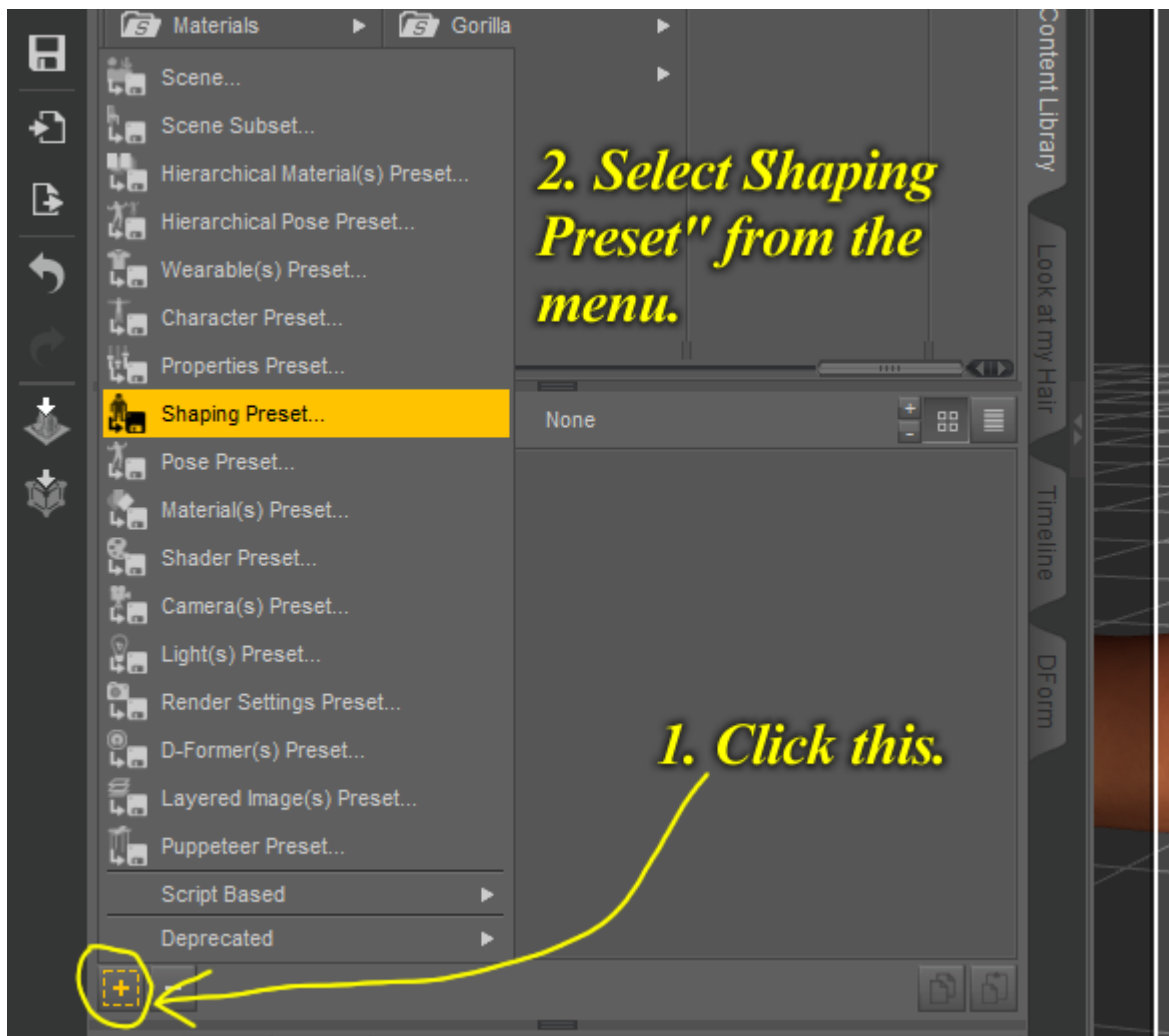 Materials
Gorilla
Scene...
Scene Subset...
Hierarchical Material(s) Preset...
Hierarchical Pose Preset...
Wearable(s) Preset...
Character Preset...
Properties Preset...
Shaping Preset...
Pose Preset...
Material(s) Preset...
Shader Preset...
Camera(s) Preset...
Light(s) Preset...
Render Settings Preset...
D-Former(s) Preset...
Layered Image(s) Preset...
Puppeteer Preset...
Script Based
Deprecated
2. Select Shaping
Preset" from the
menu.
None
1. Click this.
Content Library
Look at my Hair
Timeline
DForm